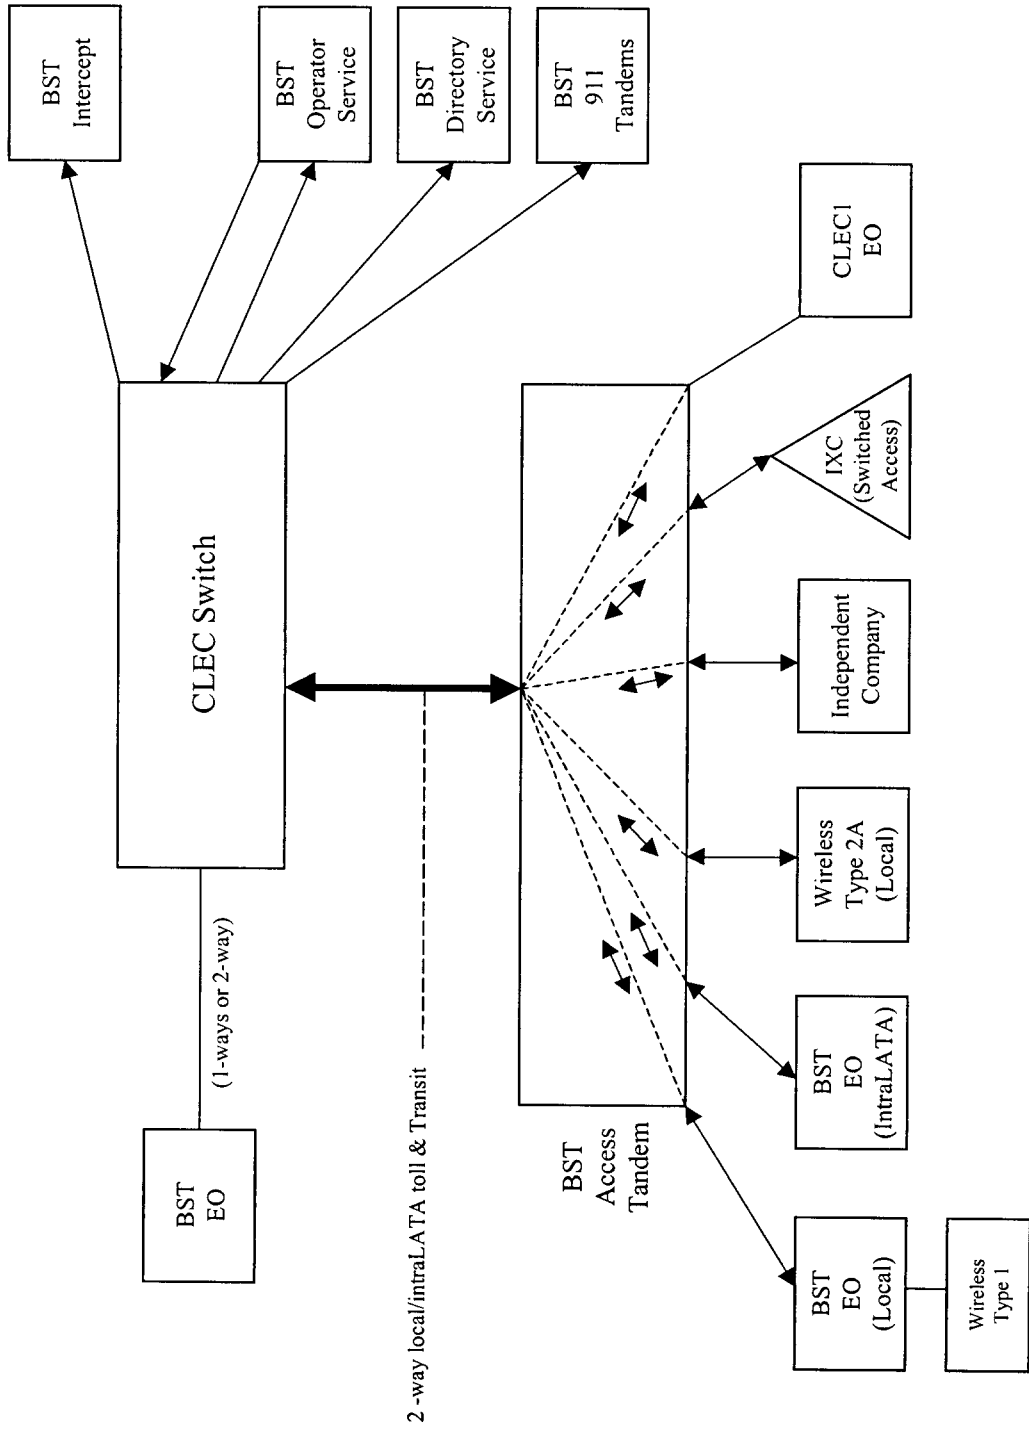 BST
Intercept
BST
Operator
Service
BST
Directory
Service
BST
911
Tandems
CLEC Switch
(1-ways or 2-way)
BST
EO
2 -way local/intraLATA toll & Transit
BST
Access
Tandem
CLEC1
EO
IXC
(Switched
Access)
Independent
Company
Wireless
Type 2A
(Local)
BST
EO
(IntraLATA)
BST
EO
(Local)
Wireless
Type 1